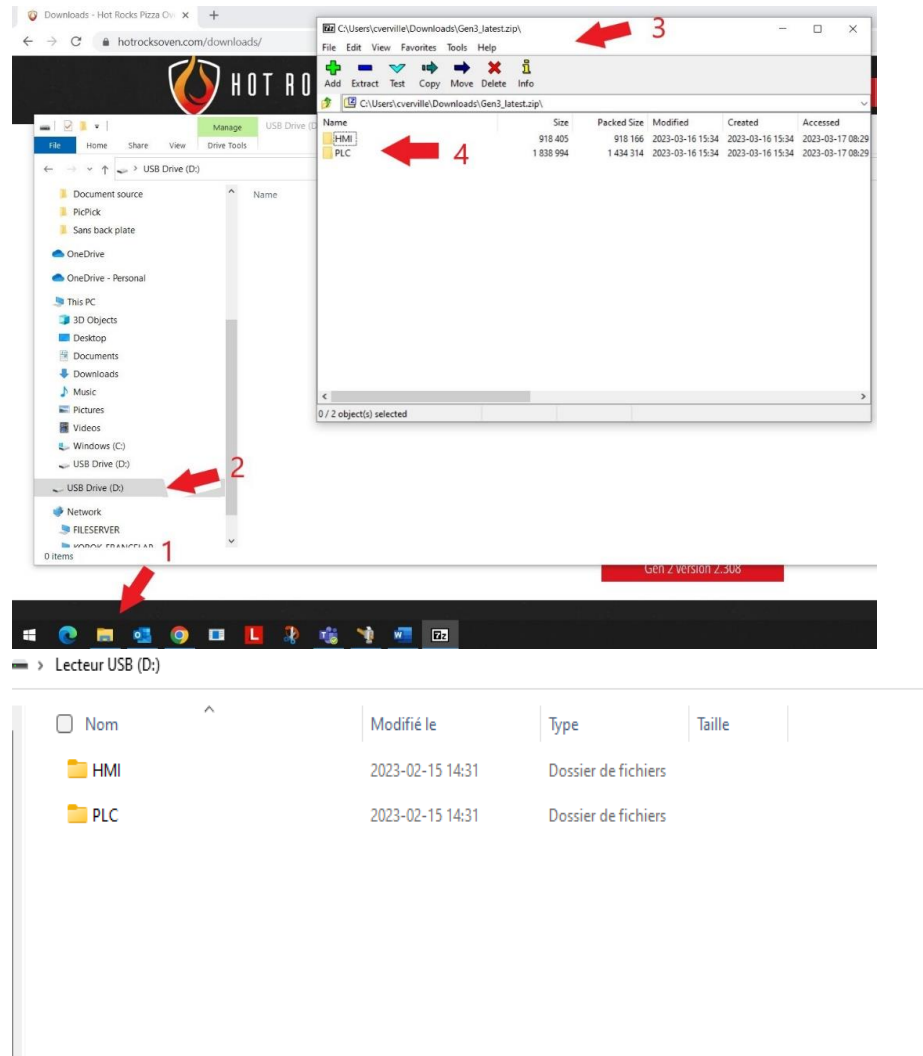 Downloads - Hot Rocks Pizza Ov
hotrocksoven.com/downloads/
HOT RO
C:\Users\cverville\Downloads\Gen3_latest.zip\
3
File Edit View Favorites Tools Help
Add Extract Test Copy Move Delete Info
C:\Users\cverville\Downloads\Gen3_latest.zip\
Name Size Packed Size Modified Created Accessed
HMI 918 405 918 166 2023-03-16 15:34 2023-03-16 15:34 2023-03-17 08:29
PLC 1 838 994 1 434 314 2023-03-16 15:34 2023-03-16 15:34 2023-03-17 08:29
4
0 / 2 object(s) selected
Manage USB Drive (D
File Home Share View Drive Tools
USB Drive (D:)
Name
Document source
PicPick
Sans back plate
OneDrive
OneDrive - Personal
This PC
3D Objects
Desktop
Documents
Downloads
Music
Pictures
Videos
Windows (C:)
USB Drive (D:)
2
USB Drive (D:)
Network
FILESERVER
0 items
1
Gen 2 version 2.308
L
7z
Lecteur USB (D:)
Nom Modifié le Type Taille
HMI 2023-02-15 14:31 Dossier de fichiers
PLC 2023-02-15 14:31 Dossier de fichiers